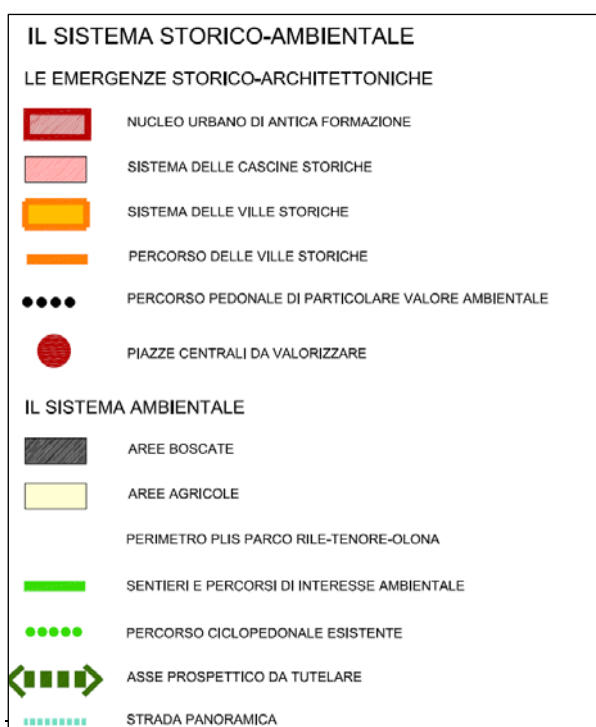 IL SISTEMA STORICO-AMBIENTALE
LE EMERGENZE STORICO-ARCHITETTONICHE
NUCLEO URBANO DI ANTICA FORMAZIONE
SISTEMA DELLE CASCINE STORICHE
SISTEMA DELLE VILLE STORICHE
PERCORSO DELLE VILLE STORICHE
PERCORSO PEDONALE DI PARTICOLARE VALORE AMBIENTALE
PIAZZE CENTRALI DA VALORIZZARE
IL SISTEMA AMBIENTALE
AREE BOSCATE
AREE AGRICOLE
PERIMETRO PLIS PARCO RILE-TENORE-OLONA
SENTIERI E PERCORSI DI INTERESSE AMBIENTALE
PERCORSO CICLOPEDONALE ESISTENTE
ASSE PROSPETTICO DA TUTELARE
STRADA PANORAMICA